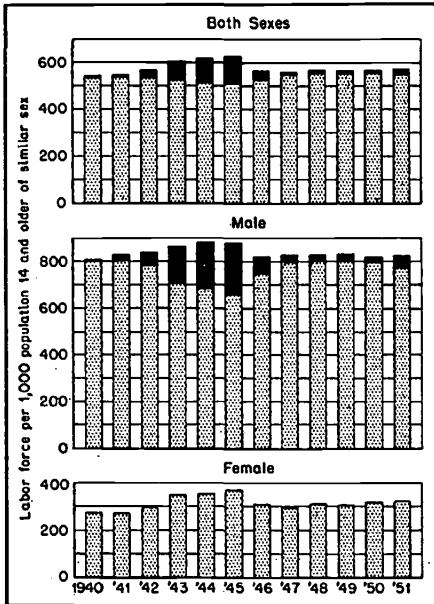 Both Sexes
600
400
200
0
Male
800
600
400
200
0
Female
400
200
0
1940 '41 '42 '43 '44 '45 '46 '47 '48 '49 '50 '51
Labor force per 1,000 population 14 and older of similar sex